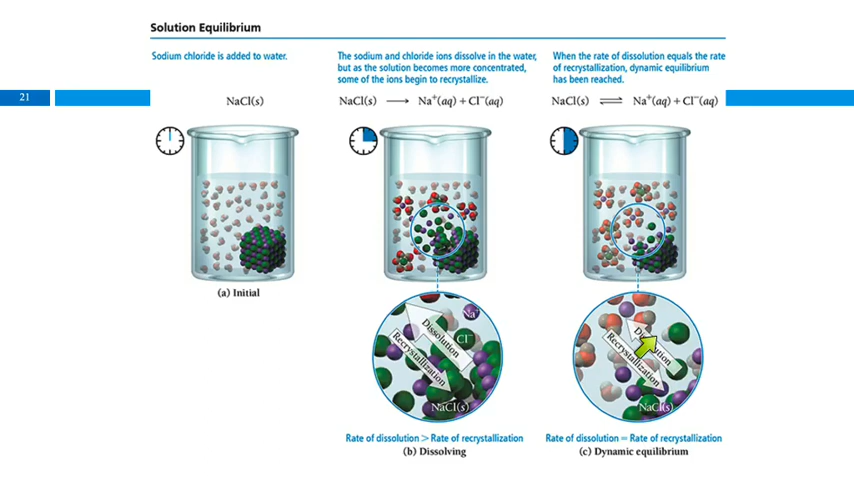 Solution Equilibrium
Sodium chloride is added to water.
The sodium and chloride ions dissolve in the water,
but as the solution becomes more concentrated,
some of the ions begin to recrystallize.
When the rate of dissolution equals the rate
of recrystallization, dynamic equilibrium
has been reached.
21
NaCl(s)
NaCl(s) ⟶ Na⁺(aq) + Cl⁻(aq)
NaCl(s) ⇌ Na⁺(aq) + Cl⁻(aq)
(a) Initial
Na⁺
Cl⁻
Dissolution
Recrystallization
NaCl(s)
Dissolution
Recrystallization
NaCl(s)
Rate of dissolution > Rate of recrystallization
(b) Dissolving
Rate of dissolution = Rate of recrystallization
(c) Dynamic equilibrium